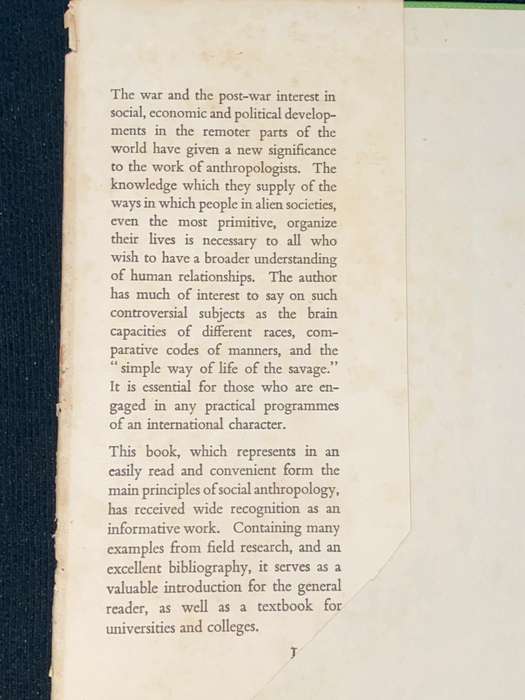 The war and the post-war interest in
social, economic and political develop-
ments in the remoter parts of the
world have given a new significance
to the work of anthropologists. The
knowledge which they supply of the
ways in which people in alien societies,
even the most primitive, organize
their lives is necessary to all who
wish to have a broader understanding
of human relationships. The author
has much of interest to say on such
controversial subjects as the brain
capacities of different races, com-
parative codes of manners, and the
“simple way of life of the savage.”
It is essential for those who are en-
gaged in any practical programmes
of an international character.
This book, which represents in an
easily read and convenient form the
main principles of social anthropology,
has received wide recognition as an
informative work. Containing many
examples from field research, and an
excellent bibliography, it serves as a
valuable introduction for the general
reader, as well as a textbook for
universities and colleges.